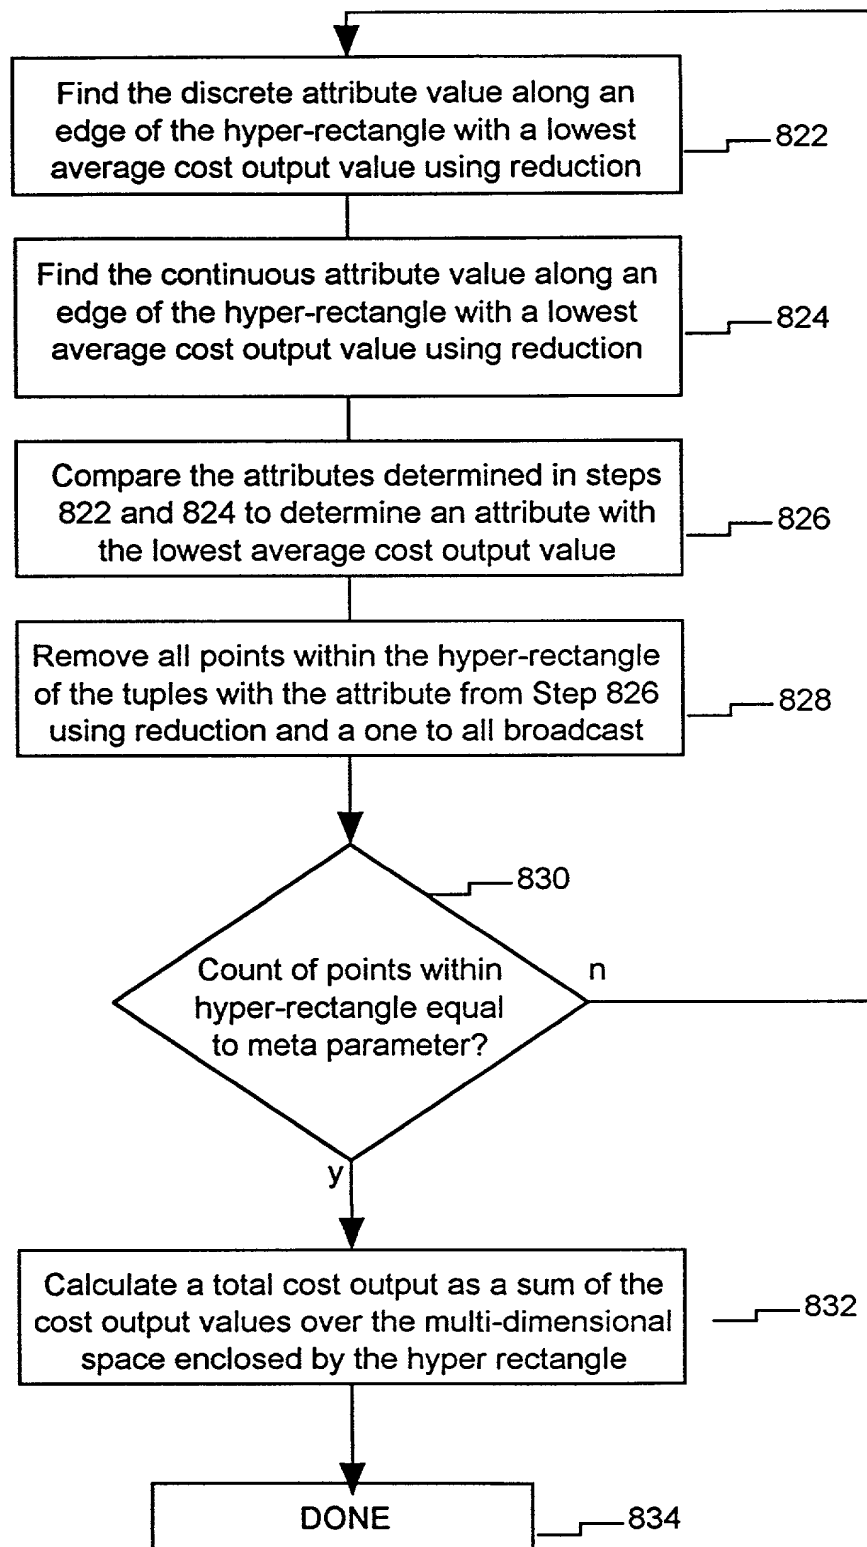 Find the discrete attribute value along an
edge of the hyper-rectangle with a lowest
average cost output value using reduction
822
Find the continuous attribute value along an
edge of the hyper-rectangle with a lowest
average cost output value using reduction
824
Compare the attributes determined in steps
822 and 824 to determine an attribute with
the lowest average cost output value
826
Remove all points within the hyper-rectangle
of the tuples with the attribute from Step 826
using reduction and a one to all broadcast
828
830
Count of points within
hyper-rectangle equal
to meta parameter?
n
y
Calculate a total cost output as a sum of the
cost output values over the multi-dimensional
space enclosed by the hyper rectangle
832
DONE
834